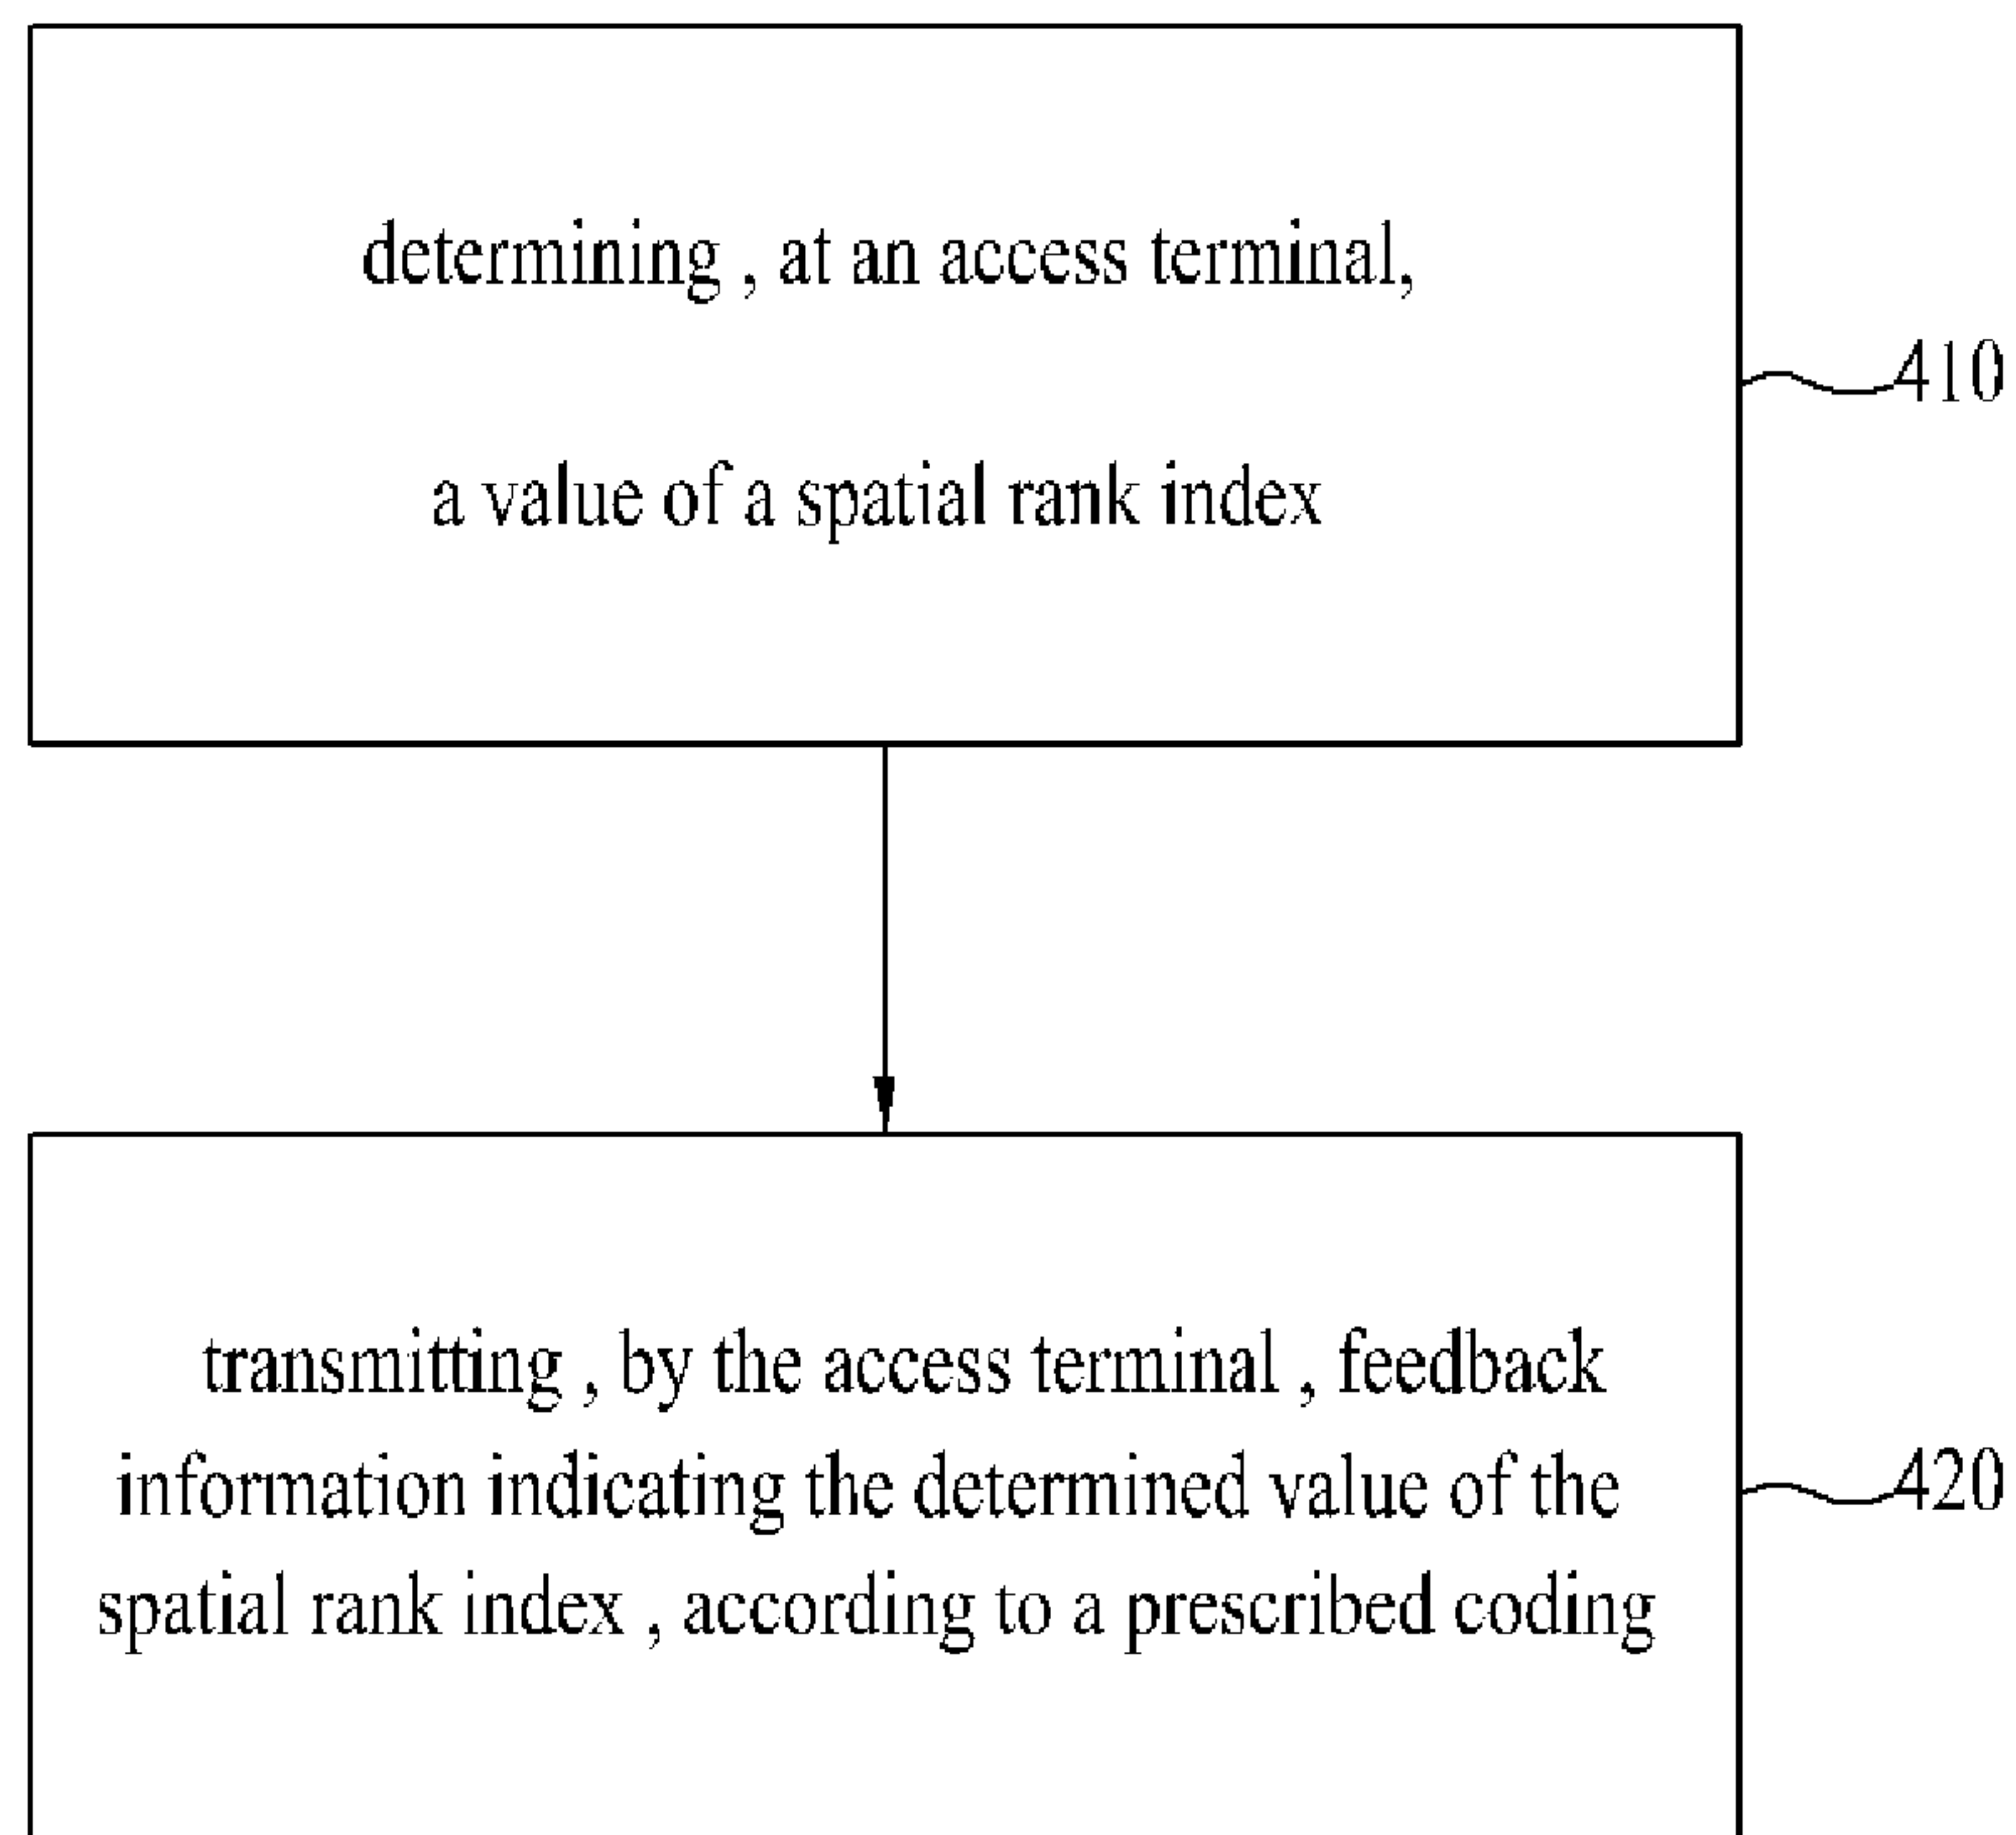 determining , at an access terminal,
410
a value of a spatial rank index
transmitting , by the access terminal , feedback
information indicating the determined value of the
420
spatial rank index , according to a prescribed coding